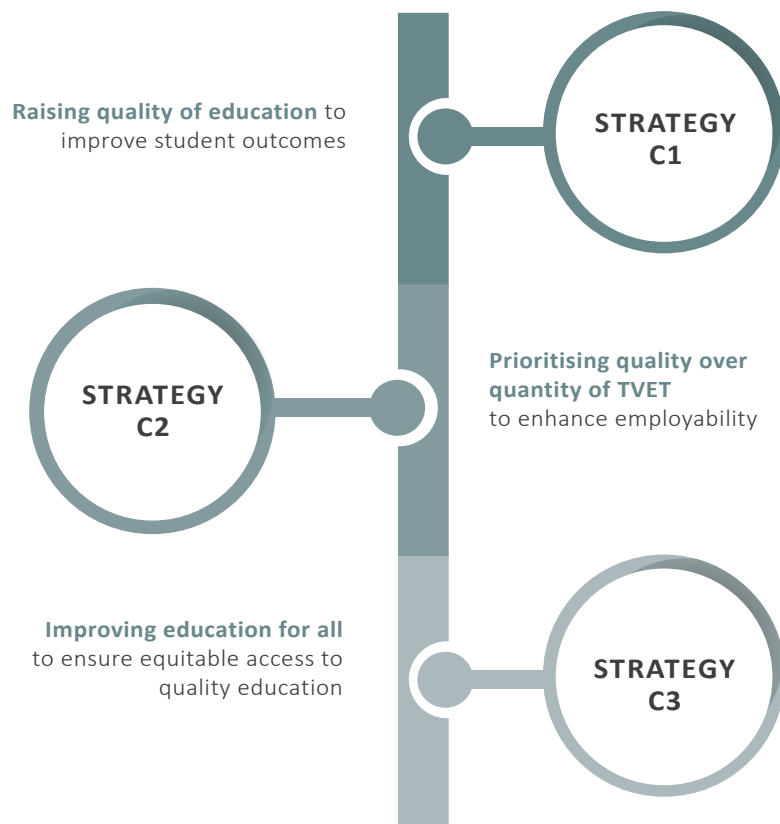 Raising quality of education to
improve student outcomes
STRATEGY
C1
STRATEGY
C2
Prioritising quality over
quantity of TVET
to enhance employability
Improving education for all
to ensure equitable access to
quality education
STRATEGY
C3